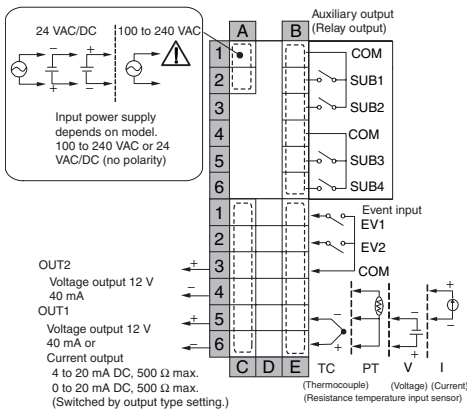 24 VAC/DC
100 to 240 VAC
Input power supply
depends on model.
100 to 240 VAC or 24
VAC/DC (no polarity)
Auxiliary output
(Relay output)
A B
1 COM
2 SUB1
3 SUB2
4 COM
5 SUB3
6 SUB4
Event input
1 EV1
2 EV2
3 COM
4
5
6
C D E
OUT2
Voltage output 12 V
40 mA
OUT1
Voltage output 12 V
40 mA or
Current output
4 to 20 mA DC, 500 Ω max.
0 to 20 mA DC, 500 Ω max.
(Switched by output type setting.)
TC PT V I
(Thermocouple) (Voltage) (Current)
(Resistance temperature input sensor)